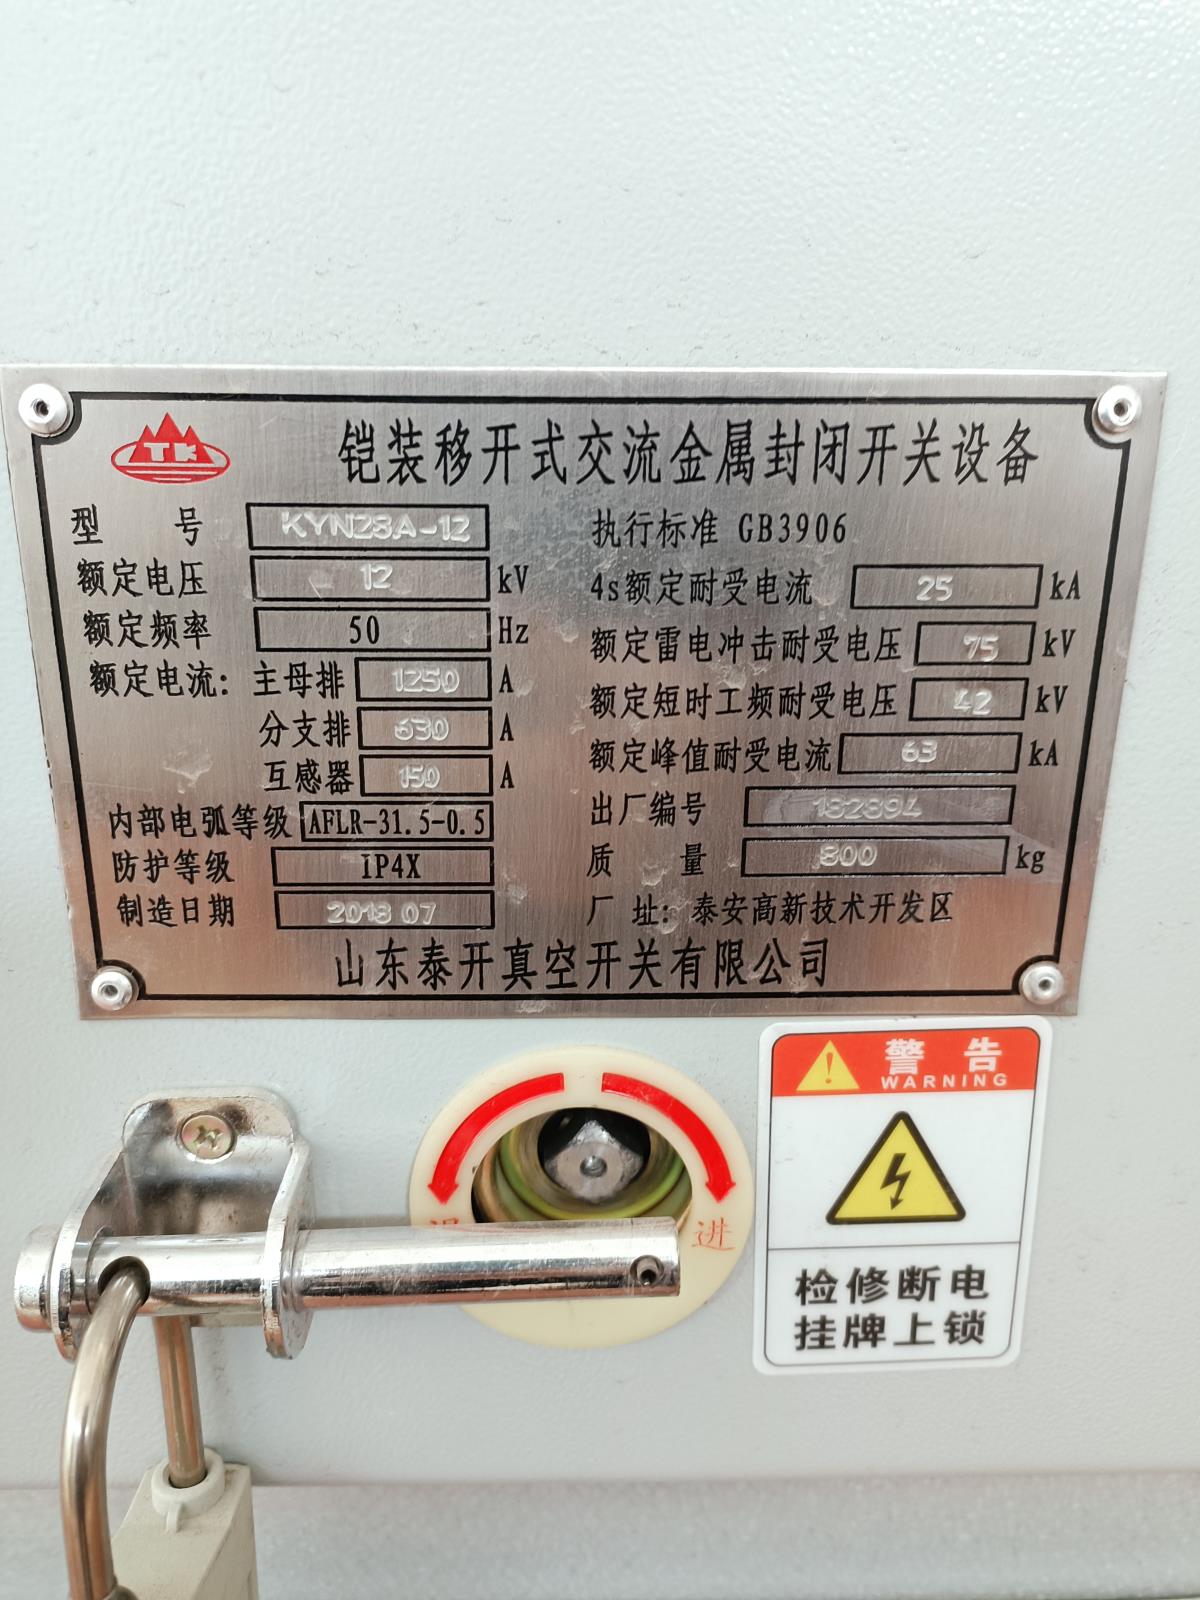 TK
铠装移开式交流金属封闭开关设备
型 号 KYN28A-12
额定电压 12 kV
额定频率 50 Hz
额定电流: 主母排 1250 A
分支排 630 A
互感器 150 A
内部电弧等级 AFLR-31.5-0.5
防护等级 IP4X
制造日期 2018 07
执行标准 GB3906
4s额定耐受电流 25 kA
额定雷电冲击耐受电压 75 kV
额定短时工频耐受电压 42 kV
额定峰值耐受电流 63 kA
出厂编号 182894
质 量 800 kg
厂 址: 泰安高新技术开发区
山东泰开真空开关有限公司
进
警 告
WARNING
检修断电
挂牌上锁